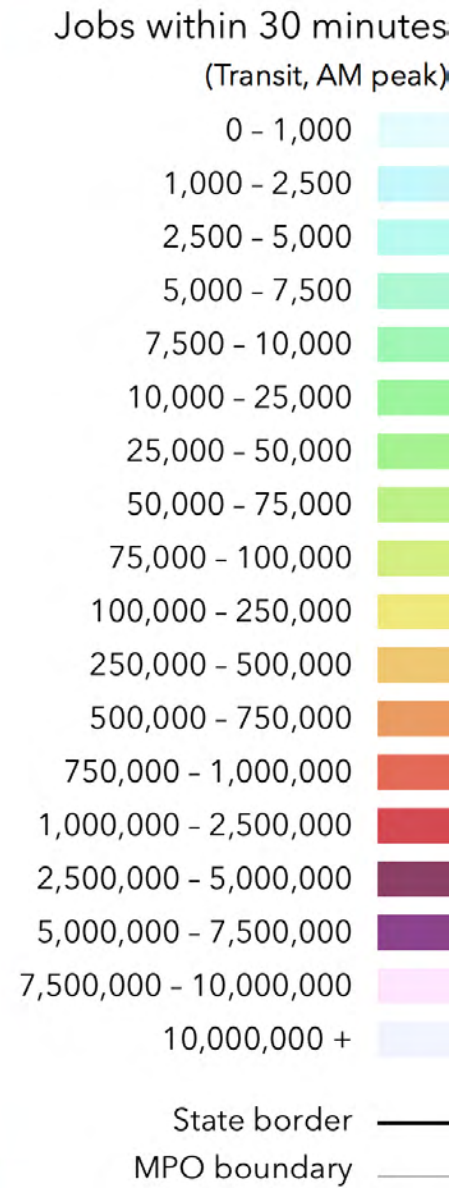 Jobs within 30 minutes
(Transit, AM peak)
0 – 1,000
1,000 – 2,500
2,500 – 5,000
5,000 – 7,500
7,500 – 10,000
10,000 – 25,000
25,000 – 50,000
50,000 – 75,000
75,000 – 100,000
100,000 – 250,000
250,000 – 500,000
500,000 – 750,000
750,000 – 1,000,000
1,000,000 – 2,500,000
2,500,000 – 5,000,000
5,000,000 – 7,500,000
7,500,000 – 10,000,000
10,000,000 +
State border
MPO boundary